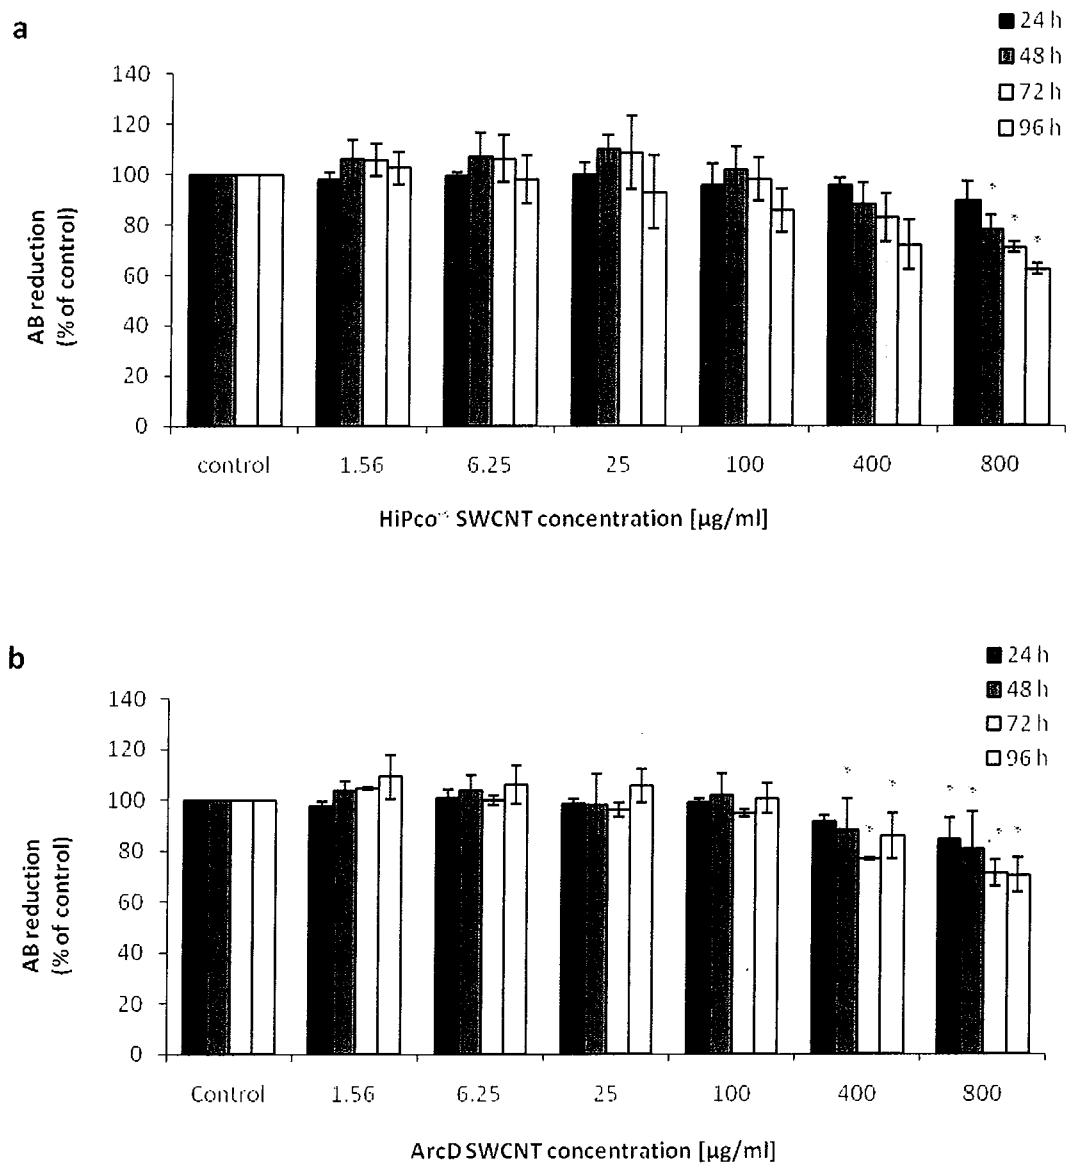 a
24 h
48 h
72 h
96 h
140
120
100
80
60
40
20
0
AB reduction
(% of control)
control 1.56 6.25 25 100 400 800
* * *
HiPco SWCNT concentration [µg/ml]
b
24 h
48 h
72 h
96 h
140
120
100
80
60
40
20
0
AB reduction
(% of control)
* * * * * * *
Control 1.56 6.25 25 100 400 800
ArcD SWCNT concentration [µg/ml]